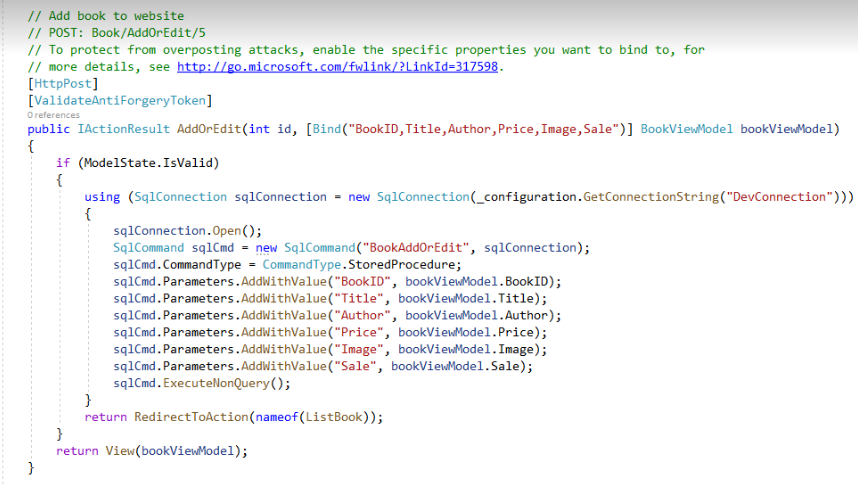 // Add book to website
// POST: Book/AddOrEdit/5
// To protect from overposting attacks, enable the specific properties you want to bind to, for
// more details, see http://go.microsoft.com/fwlink/?LinkId=317598.
[HttpPost]
[ValidateAntiForgeryToken]
0 references
public IActionResult AddOrEdit(int id, [Bind("BookID,Title,Author,Price,Image,Sale")] BookViewModel bookViewModel)
{
    if (ModelState.IsValid)
    {
        using (SqlConnection sqlConnection = new SqlConnection(_configuration.GetConnectionString("DevConnection")))
        {
            sqlConnection.Open();
            SqlCommand sqlCmd = new SqlCommand("BookAddOrEdit", sqlConnection);
            sqlCmd.CommandType = CommandType.StoredProcedure;
            sqlCmd.Parameters.AddWithValue("BookID", bookViewModel.BookID);
            sqlCmd.Parameters.AddWithValue("Title", bookViewModel.Title);
            sqlCmd.Parameters.AddWithValue("Author", bookViewModel.Author);
            sqlCmd.Parameters.AddWithValue("Price", bookViewModel.Price);
            sqlCmd.Parameters.AddWithValue("Image", bookViewModel.Image);
            sqlCmd.Parameters.AddWithValue("Sale", bookViewModel.Sale);
            sqlCmd.ExecuteNonQuery();
        }
        return RedirectToAction(nameof(ListBook));
    }
    return View(bookViewModel);
}